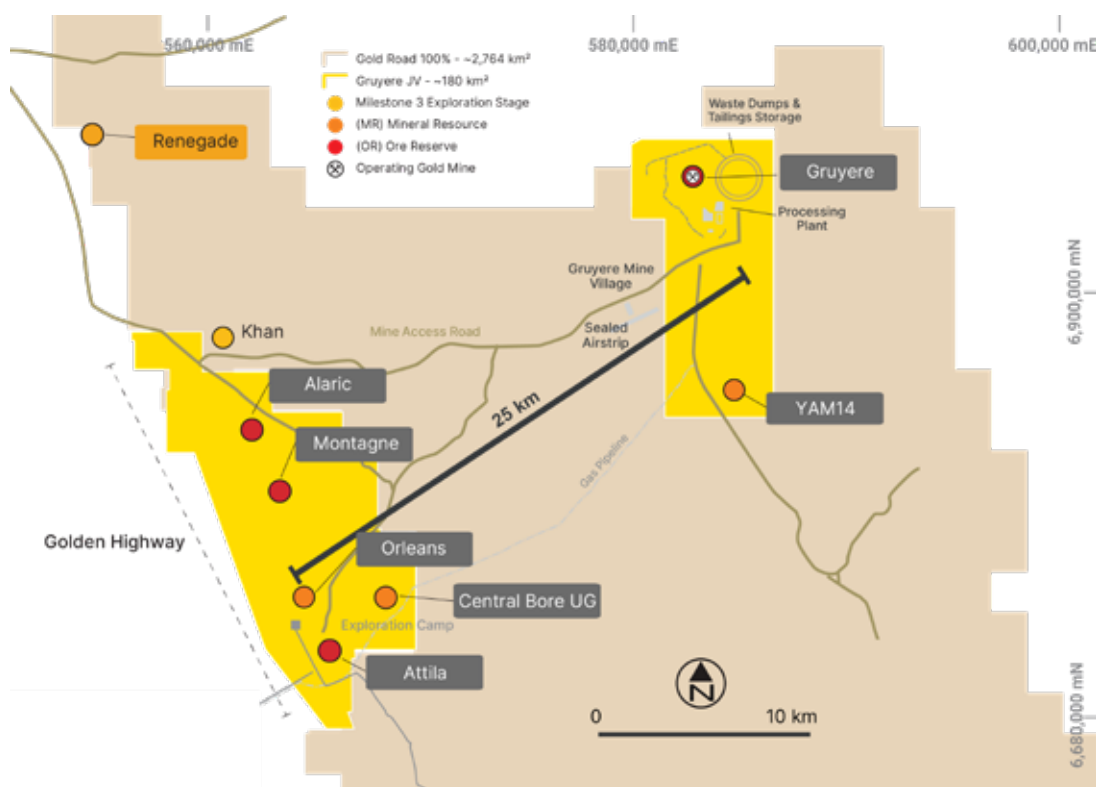 560,000 mE
580,000 mE
600,000 mE
Gold Road 100% - ~2,764 km²
Gruyere JV - ~180 km²
Milestone 3 Exploration Stage
(MR) Mineral Resource
(OR) Ore Reserve
Operating Gold Mine
Waste Dumps &
Tailings Storage
Renegade
Gruyere
Processing
Plant
Gruyere Mine
Village
6,900,000 mN
Khan
Mine Access Road
Sealed
Airstrip
Alaric
YAM14
25 km
Montagne
Gas Pipeline
Golden Highway
Orleans
Central Bore UG
Exploration Camp
Attila
N
0
10 km
6,680,000 mN